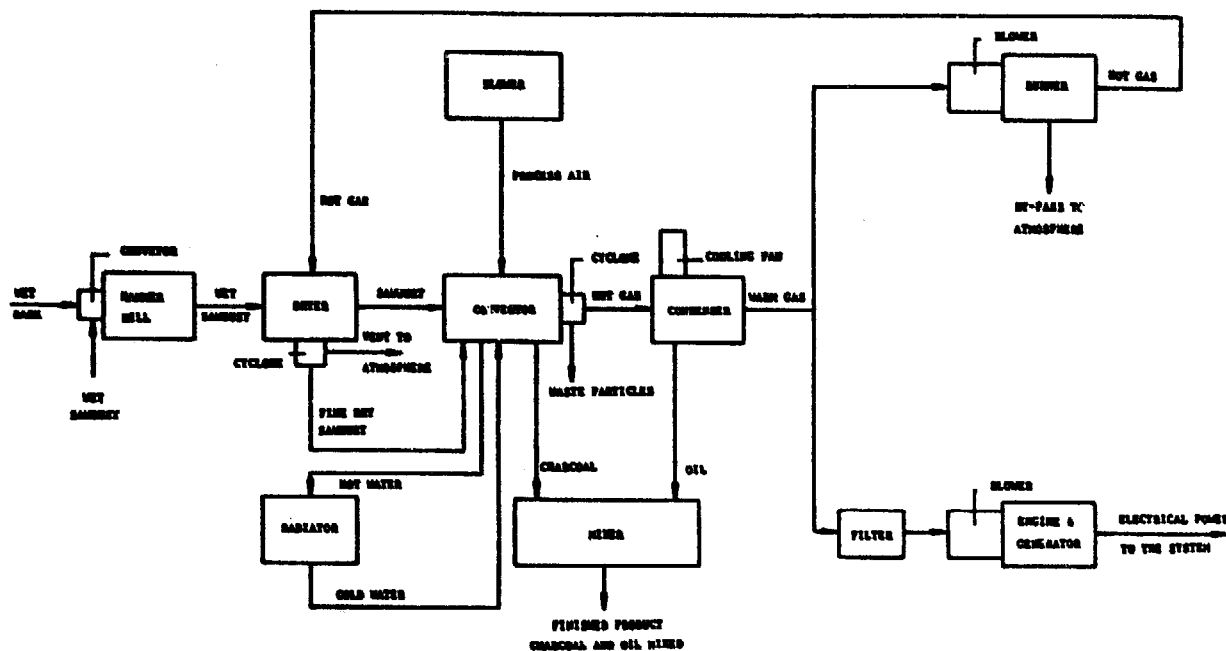 BLOWER
BLOWER
BURNER
HOT GAS
PROCESS AIR
HOT GAS
BY-PASS TO
ATMOSPHERE
CONVEYOR
CYCLONE
COOLING FAN
WET
BARK
HAMMER
MILL
WET
SAWDUST
DRYER
SAWDUST
CONVERTOR
HOT GAS
CONDENSER
WARM GAS
CYCLONE
VENT TO
ATMOSPHERE
WASTE PARTICLES
WET
SAWDUST
FINE DRY
SAWDUST
CHARCOAL
OIL
HOT WATER
BLOWER
RADIATOR
MIXER
FILTER
ENGINE &
GENERATOR
ELECTRICAL POWER
TO THE SYSTEM
COLD WATER
FINISHED PRODUCT
CHARCOAL AND OIL MIXED